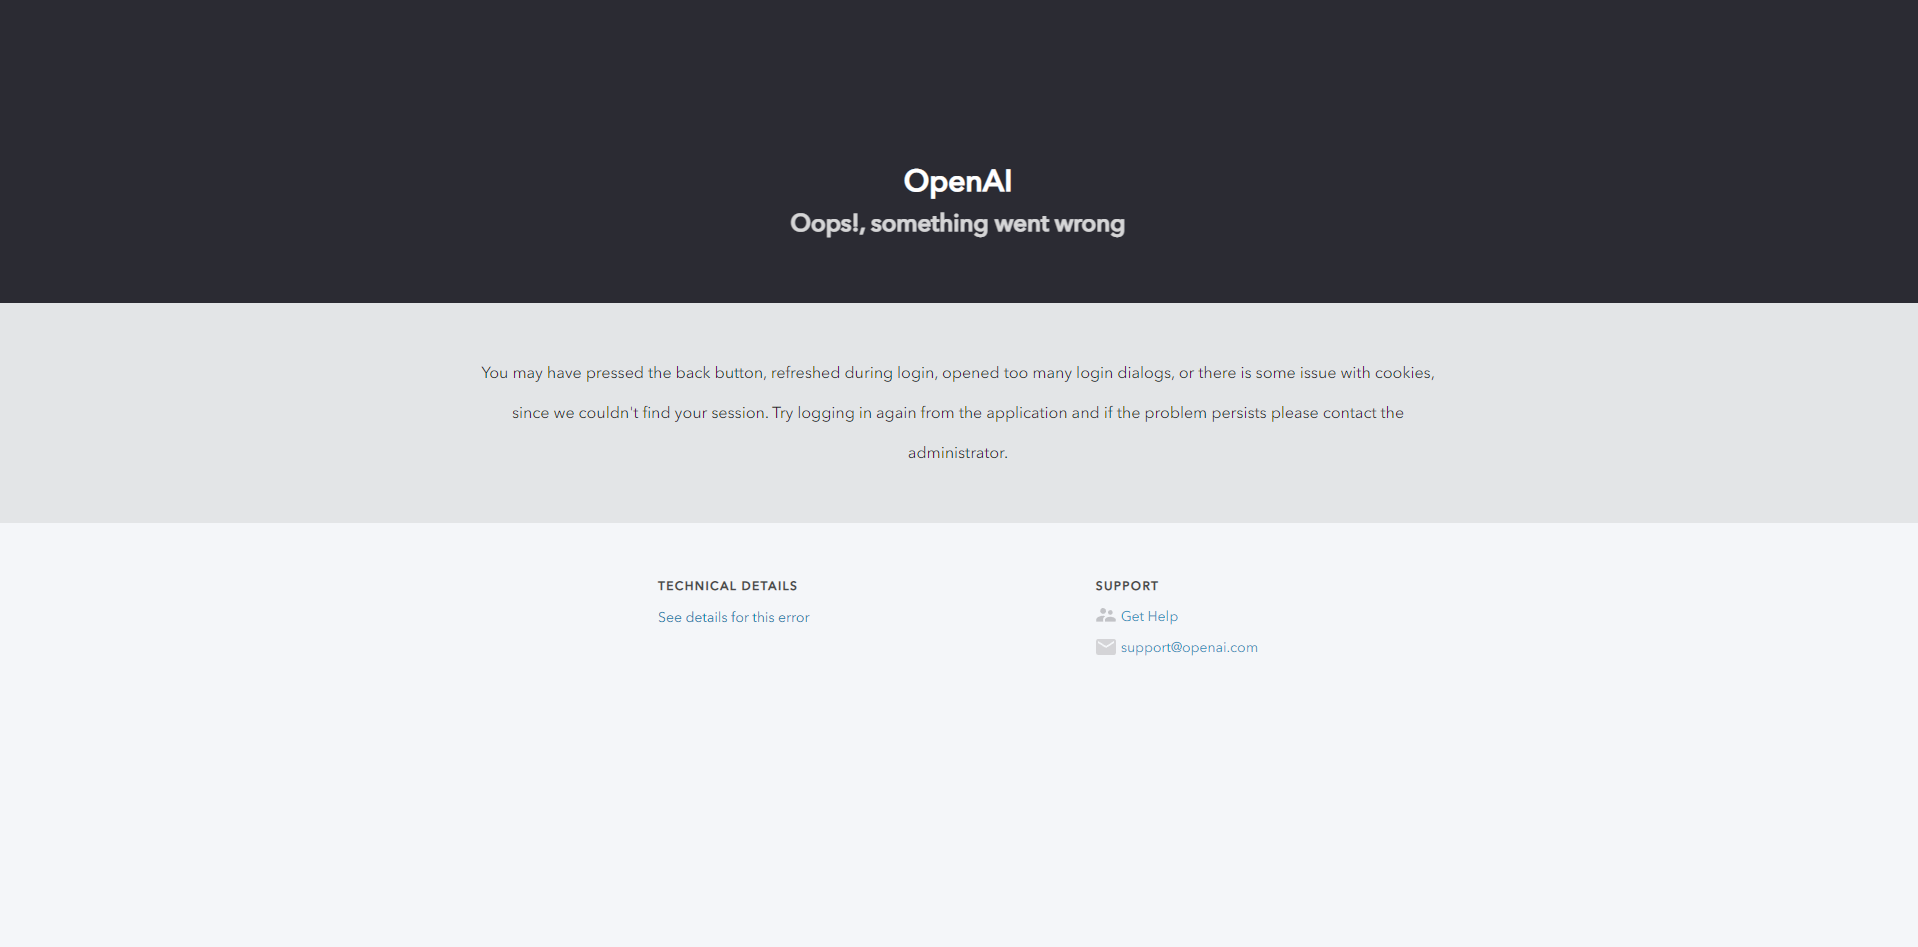 OpenAI
Oops!, something went wrong
You may have pressed the back button, refreshed during login, opened too many login dialogs, or there is some issue with cookies,
since we couldn't find your session. Try logging in again from the application and if the problem persists please contact the
administrator.
TECHNICAL DETAILS
See details for this error
SUPPORT
Get Help
support@openai.com